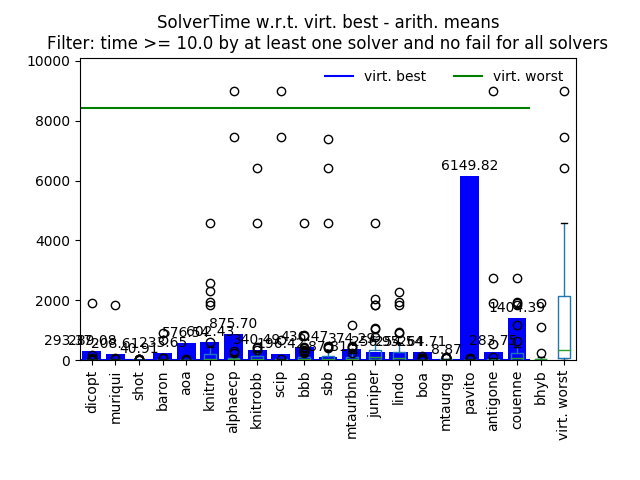 SolverTime w.r.t. virt. best - arith. means
Filter: time >= 10.0 by at least one solver and no fail for all solvers
virt. best
virt. worst
10000
8000
6000
4000
2000
0
6149.82
1404.39
875.70
602.43
40.91
8.87
dicopt
muriqui
shot
baron
aoa
knitro
alphaecp
knitrobb
scip
bbb
sbb
mtaurbnb
juniper
lindo
boa
mtaurqg
pavito
antigone
couenne
bhyb
virt. worst